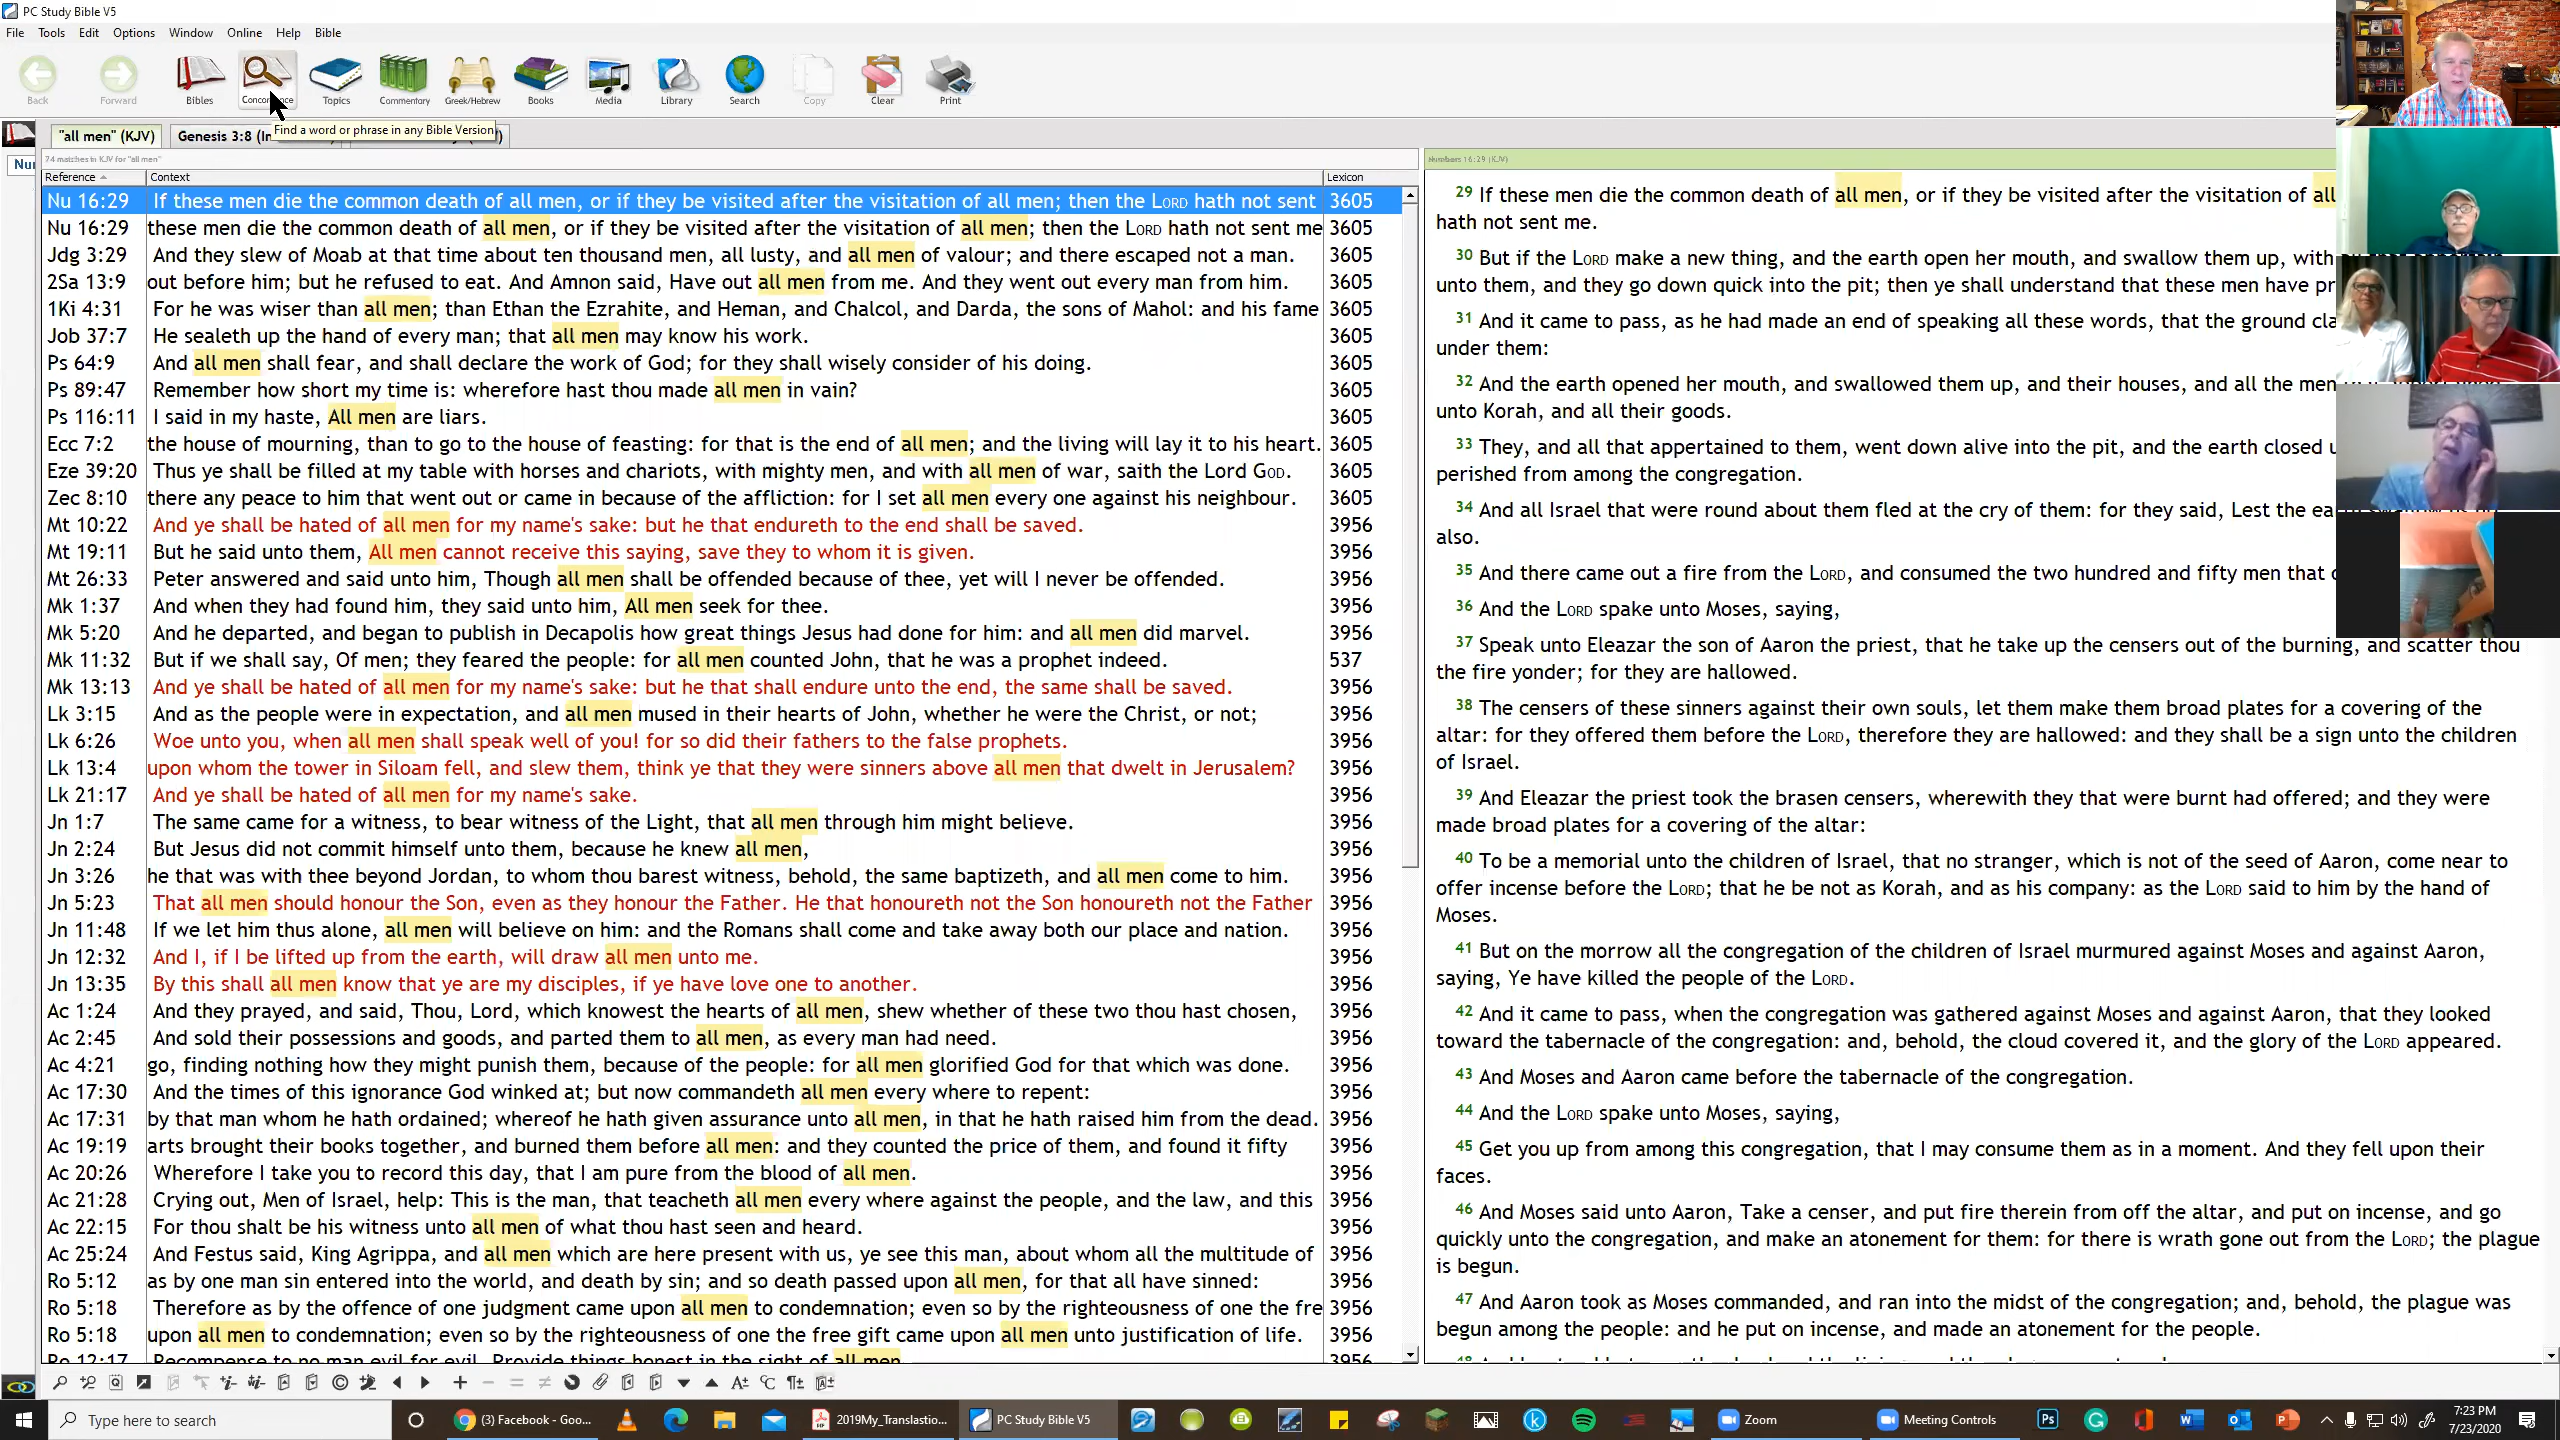 PC Study Bible V5
File Tools Edit Options Window Online Help Bible
Back Forward Bibles Topics Commentary Greek/Hebrew Books Media Library Search Copy Clear Print
Find a word or phrase in any Bible Version
"all men" (KJV) Genesis 3:8
74 matches in KJV for "all men"
Reference Context Lexicon
Nu 16:29 If these men die the common death of all men, or if they be visited after the visitation of all men; then the LORD hath not sent 3605
Nu 16:29 these men die the common death of all men, or if they be visited after the visitation of all men; then the LORD hath not sent me 3605
Jdg 3:29 And they slew of Moab at that time about ten thousand men, all lusty, and all men of valour; and there escaped not a man. 3605
2Sa 13:9 out before him; but he refused to eat. And Amnon said, Have out all men from me. And they went out every man from him. 3605
1Ki 4:31 For he was wiser than all men; than Ethan the Ezrahite, and Heman, and Chalcol, and Darda, the sons of Mahol: and his fame 3605
Job 37:7 He sealeth up the hand of every man; that all men may know his work. 3605
Ps 64:9 And all men shall fear, and shall declare the work of God; for they shall wisely consider of his doing. 3605
Ps 89:47 Remember how short my time is: wherefore hast thou made all men in vain? 3605
Ps 116:11 I said in my haste, All men are liars. 3605
Ecc 7:2 the house of mourning, than to go to the house of feasting: for that is the end of all men; and the living will lay it to his heart. 3605
Eze 39:20 Thus ye shall be filled at my table with horses and chariots, with mighty men, and with all men of war, saith the Lord GOD. 3605
Zec 8:10 there any peace to him that went out or came in because of the affliction: for I set all men every one against his neighbour. 3605
Mt 10:22 And ye shall be hated of all men for my name's sake: but he that endureth to the end shall be saved. 3956
Mt 19:11 But he said unto them, All men cannot receive this saying, save they to whom it is given. 3956
Mt 26:33 Peter answered and said unto him, Though all men shall be offended because of thee, yet will I never be offended. 3956
Mk 1:37 And when they had found him, they said unto him, All men seek for thee. 3956
Mk 5:20 And he departed, and began to publish in Decapolis how great things Jesus had done for him: and all men did marvel. 3956
Mk 11:32 But if we shall say, Of men; they feared the people: for all men counted John, that he was a prophet indeed. 537
Mk 13:13 And ye shall be hated of all men for my name's sake: but he that shall endure unto the end, the same shall be saved. 3956
Lk 3:15 And as the people were in expectation, and all men mused in their hearts of John, whether he were the Christ, or not; 3956
Lk 6:26 Woe unto you, when all men shall speak well of you! for so did their fathers to the false prophets. 3956
Lk 13:4 upon whom the tower in Siloam fell, and slew them, think ye that they were sinners above all men that dwelt in Jerusalem? 3956
Lk 21:17 And ye shall be hated of all men for my name's sake. 3956
Jn 1:7 The same came for a witness, to bear witness of the Light, that all men through him might believe. 3956
Jn 2:24 But Jesus did not commit himself unto them, because he knew all men, 3956
Jn 3:26 he that was with thee beyond Jordan, to whom thou barest witness, behold, the same baptizeth, and all men come to him. 3956
Jn 5:23 That all men should honour the Son, even as they honour the Father. He that honoureth not the Son honoureth not the Father 3956
Jn 11:48 If we let him thus alone, all men will believe on him: and the Romans shall come and take away both our place and nation. 3956
Jn 12:32 And I, if I be lifted up from the earth, will draw all men unto me. 3956
Jn 13:35 By this shall all men know that ye are my disciples, if ye have love one to another. 3956
Ac 1:24 And they prayed, and said, Thou, Lord, which knowest the hearts of all men, shew whether of these two thou hast chosen, 3956
Ac 2:45 And sold their possessions and goods, and parted them to all men, as every man had need. 3956
Ac 4:21 go, finding nothing how they might punish them, because of the people: for all men glorified God for that which was done. 3956
Ac 17:30 And the times of this ignorance God winked at; but now commandeth all men every where to repent: 3956
Ac 17:31 by that man whom he hath ordained; whereof he hath given assurance unto all men, in that he hath raised him from the dead. 3956
Ac 19:19 arts brought their books together, and burned them before all men: and they counted the price of them, and found it fifty 3956
Ac 20:26 Wherefore I take you to record this day, that I am pure from the blood of all men. 3956
Ac 21:28 Crying out, Men of Israel, help: This is the man, that teacheth all men every where against the people, and the law, and this 3956
Ac 22:15 For thou shalt be his witness unto all men of what thou hast seen and heard. 3956
Ac 25:24 And Festus said, King Agrippa, and all men which are here present with us, ye see this man, about whom all the multitude of 3956
Ro 5:12 as by one man sin entered into the world, and death by sin; and so death passed upon all men, for that all have sinned: 3956
Ro 5:18 Therefore as by the offence of one judgment came upon all men to condemnation; even so by the righteousness of one the fre 3956
Ro 5:18 upon all men to condemnation; even so by the righteousness of one the free gift came upon all men unto justification of life. 3956
Ro 12:17 Recompense to no man evil for evil. Provide things honest in the sight of all men. 3956
Numbers 16:29 (KJV)
29 If these men die the common death of all men, or if they be visited after the visitation of all
hath not sent me.
30 But if the LORD make a new thing, and the earth open her mouth, and swallow them up, with
unto them, and they go down quick into the pit; then ye shall understand that these men have pr
31 And it came to pass, as he had made an end of speaking all these words, that the ground cla
under them:
32 And the earth opened her mouth, and swallowed them up, and their houses, and all the men
unto Korah, and all their goods.
33 They, and all that appertained to them, went down alive into the pit, and the earth closed u
perished from among the congregation.
34 And all Israel that were round about them fled at the cry of them: for they said, Lest the ea
also.
35 And there came out a fire from the LORD, and consumed the two hundred and fifty men that
36 And the LORD spake unto Moses, saying,
37 Speak unto Eleazar the son of Aaron the priest, that he take up the censers out of the burning, and scatter thou
the fire yonder; for they are hallowed.
38 The censers of these sinners against their own souls, let them make them broad plates for a covering of the
altar: for they offered them before the LORD, therefore they are hallowed: and they shall be a sign unto the children
of Israel.
39 And Eleazar the priest took the brasen censers, wherewith they that were burnt had offered; and they were
made broad plates for a covering of the altar:
40 To be a memorial unto the children of Israel, that no stranger, which is not of the seed of Aaron, come near to
offer incense before the LORD; that he be not as Korah, and as his company: as the LORD said to him by the hand of
Moses.
41 But on the morrow all the congregation of the children of Israel murmured against Moses and against Aaron,
saying, Ye have killed the people of the LORD.
42 And it came to pass, when the congregation was gathered against Moses and against Aaron, that they looked
toward the tabernacle of the congregation: and, behold, the cloud covered it, and the glory of the LORD appeared.
43 And Moses and Aaron came before the tabernacle of the congregation.
44 And the LORD spake unto Moses, saying,
45 Get you up from among this congregation, that I may consume them as in a moment. And they fell upon their
faces.
46 And Moses said unto Aaron, Take a censer, and put fire therein from off the altar, and put on incense, and go
quickly unto the congregation, and make an atonement for them: for there is wrath gone out from the LORD; the plague
is begun.
47 And Aaron took as Moses commanded, and ran into the midst of the congregation; and, behold, the plague was
begun among the people: and he put on incense, and made an atonement for the people.
Type here to search
(3) Facebook - Goo...
2019My_Translastio...
PC Study Bible V5
Zoom
Meeting Controls
7:23 PM
7/23/2020